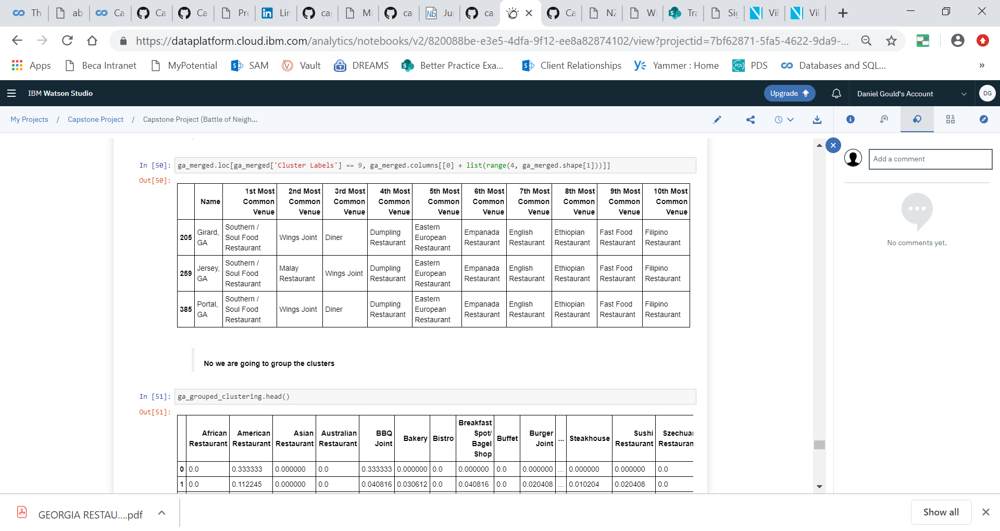 Th ab Ca Ca Ca Pre Lin ca Mi ca Ju ca Ca NZ W Tra Sig Vil Vil
https://dataplatform.cloud.ibm.com/analytics/notebooks/v2/820088be-e3e5-4dfa-9f12-ee8a82874102/view?projectid=7bf62871-5fa5-4622-9da9-...
Apps Beca Intranet MyPotential SAM Vault DREAMS Better Practice Exa... Client Relationships Yammer : Home PDS Databases and SQL... »
IBM Watson Studio Upgrade Daniel Gould's Account DG
My Projects / Capstone Project / Capstone Project (Battle of Neigh...
Add a comment
No comments yet.
In [50]: ga_merged.loc[ga_merged['Cluster Labels'] == 9, ga_merged.columns[[0] + list(range(4, ga_merged.shape[1]))]]
Out[50]:
Name 1st Most Common Venue 2nd Most Common Venue 3rd Most Common Venue 4th Most Common Venue 5th Most Common Venue 6th Most Common Venue 7th Most Common Venue 8th Most Common Venue 9th Most Common Venue 10th Most Common Venue
205 Girard, GA Southern / Soul Food Restaurant Wings Joint Diner Dumpling Restaurant Eastern European Restaurant Empanada Restaurant English Restaurant Ethiopian Restaurant Fast Food Restaurant Filipino Restaurant
259 Jersey, GA Southern / Soul Food Restaurant Malay Restaurant Wings Joint Dumpling Restaurant Eastern European Restaurant Empanada Restaurant English Restaurant Ethiopian Restaurant Fast Food Restaurant Filipino Restaurant
385 Portal, GA Southern / Soul Food Restaurant Wings Joint Diner Dumpling Restaurant Eastern European Restaurant Empanada Restaurant English Restaurant Ethiopian Restaurant Fast Food Restaurant Filipino Restaurant
No we are going to group the clusters
In [51]: ga_grouped_clustering.head()
Out[51]:
African Restaurant American Restaurant Asian Restaurant Australian Restaurant BBQ Joint Bakery Bistro Breakfast Spot/ Bagel Shop Buffet Burger Joint ... Steakhouse Sushi Restaurant Szechuan Restauran
0 0.0 0.333333 0.000000 0.0 0.333333 0.000000 0.0 0.000000 0.0 0.000000 ... 0.000000 0.000000 0.0
1 0.0 0.112245 0.000000 0.0 0.040816 0.030612 0.0 0.040816 0.0 0.020408 ... 0.010204 0.020408 0.0
GEORGIA RESTAU....pdf Show all